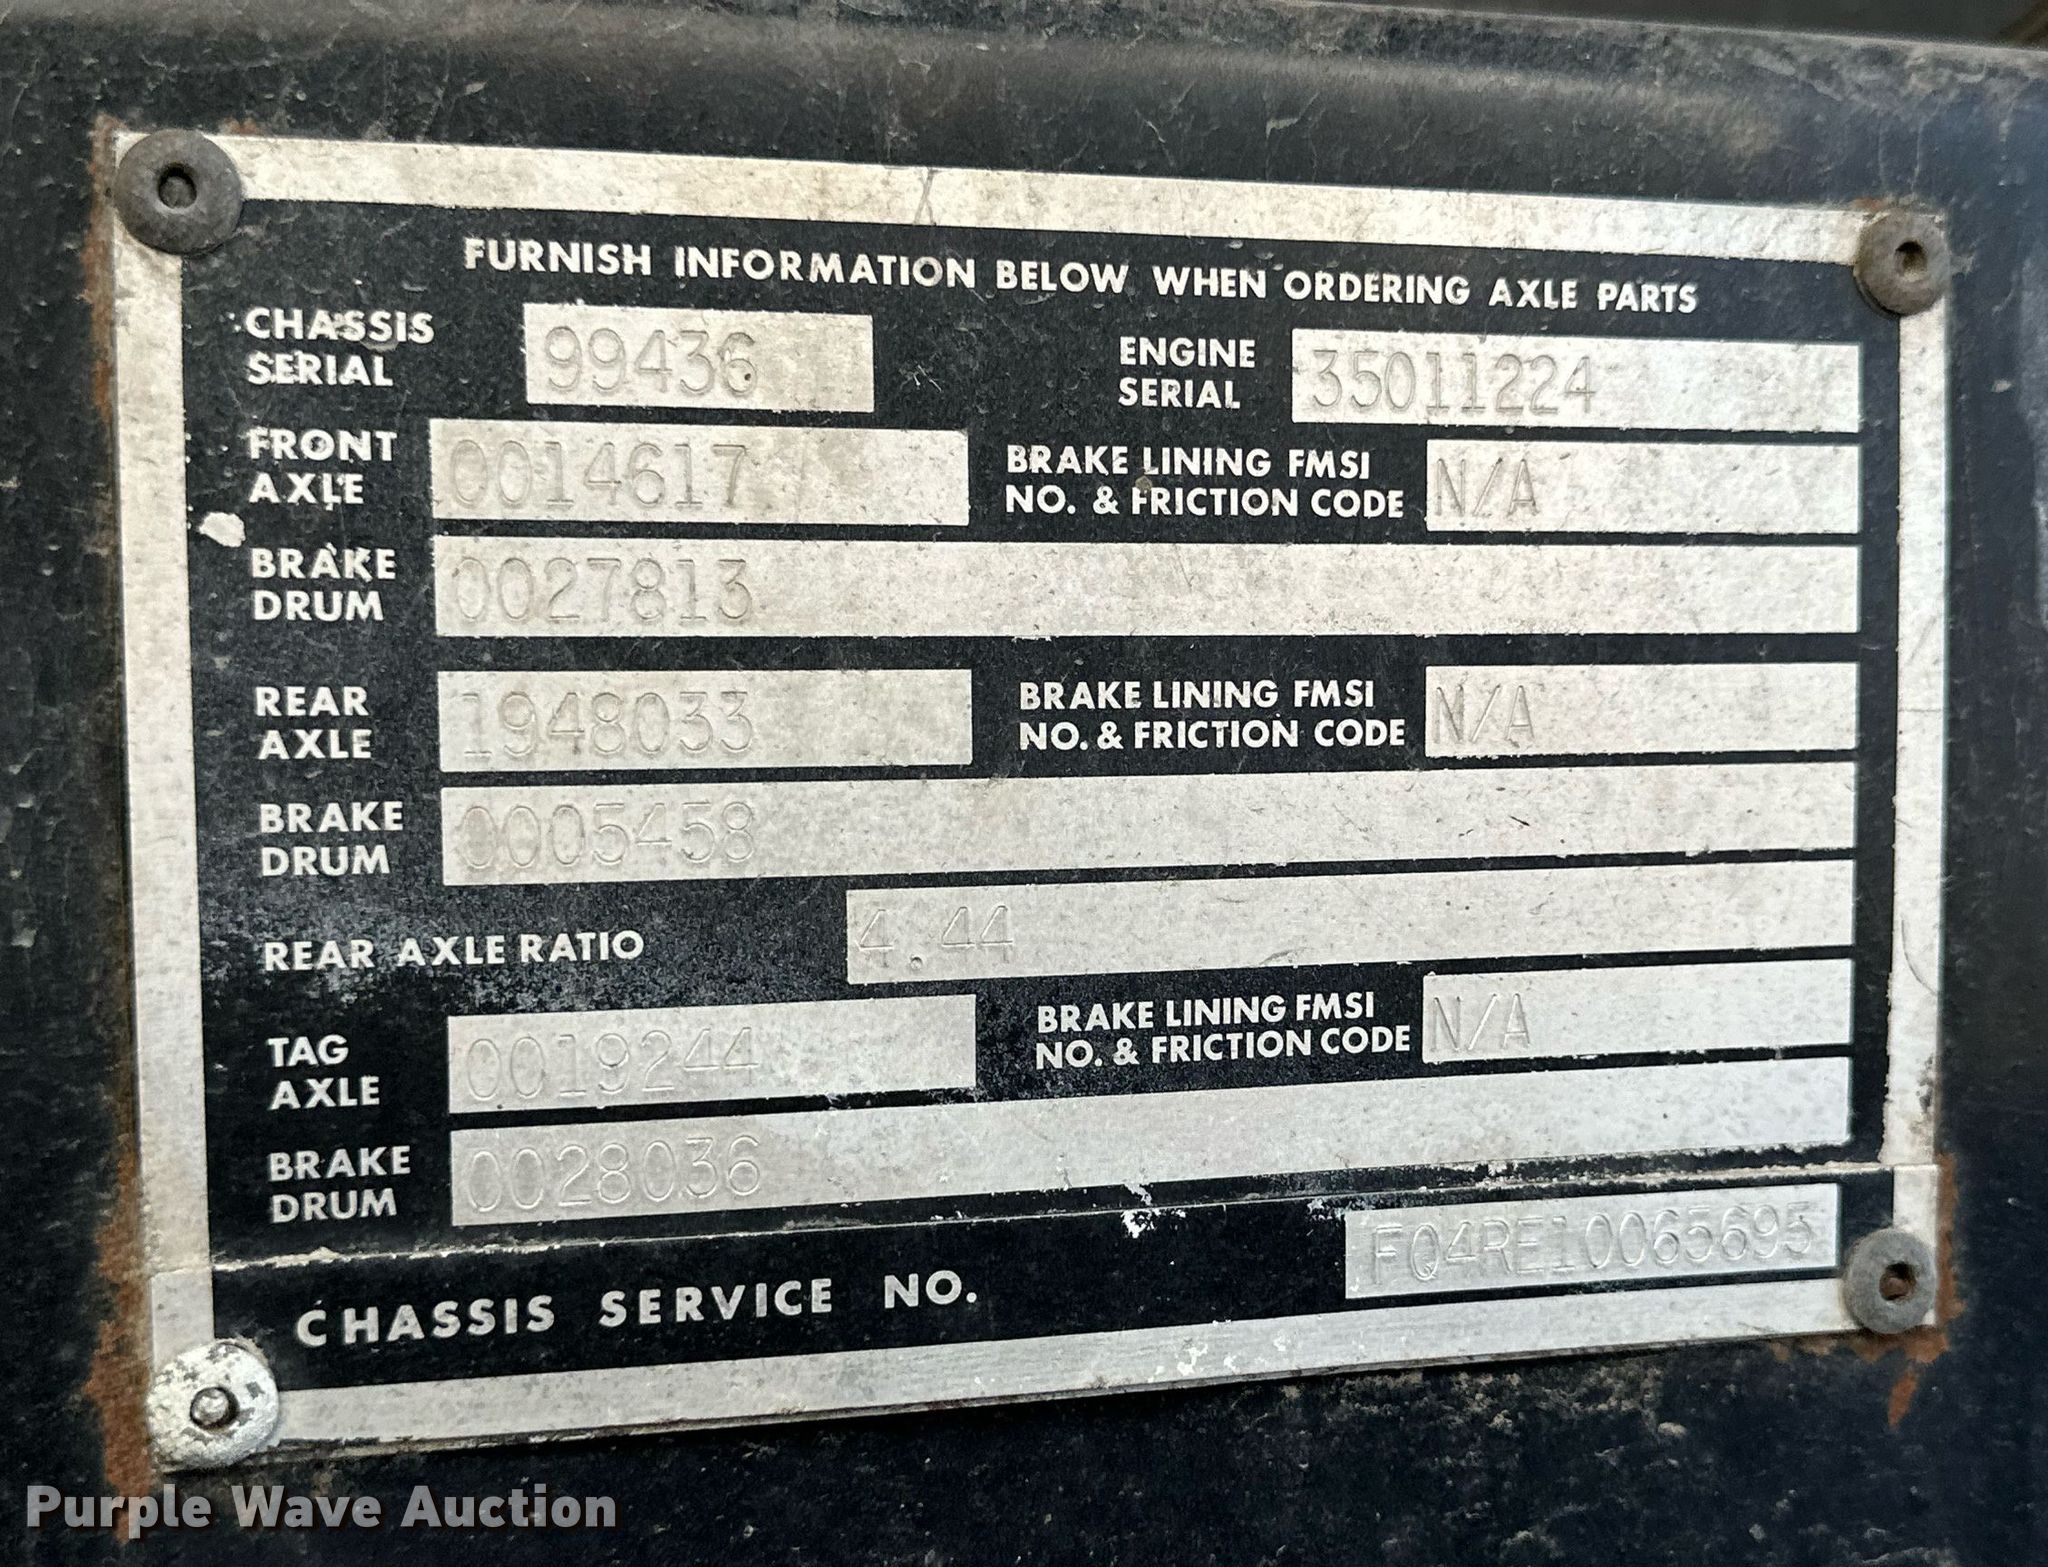 FURNISH INFORMATION BELOW WHEN ORDERING AXLE PARTS
CHASSIS SERIAL 99436 ENGINE SERIAL 35011224
FRONT AXLE 0014617 BRAKE LINING FMSI NO. & FRICTION CODE N/A
BRAKE DRUM 0027813
REAR AXLE 1948033 BRAKE LINING FMSI NO. & FRICTION CODE N/A
BRAKE DRUM 0005458
REAR AXLE RATIO 4.44
TAG AXLE 0019244 BRAKE LINING FMSI NO. & FRICTION CODE N/A
BRAKE DRUM 0028036
CHASSIS SERVICE NO. FQ4RE10065695
Purple Wave Auction